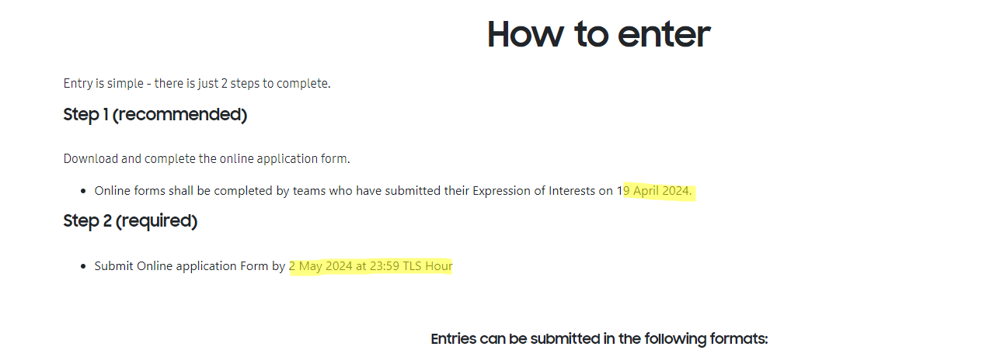 How to enter
Entry is simple - there is just 2 steps to complete.
Step 1 (recommended)
Download and complete the online application form.
Online forms shall be completed by teams who have submitted their Expression of Interests on 19 April 2024.
Step 2 (required)
Submit Online application Form by 2 May 2024 at 23:59 TLS Hour
Entries can be submitted in the following formats: